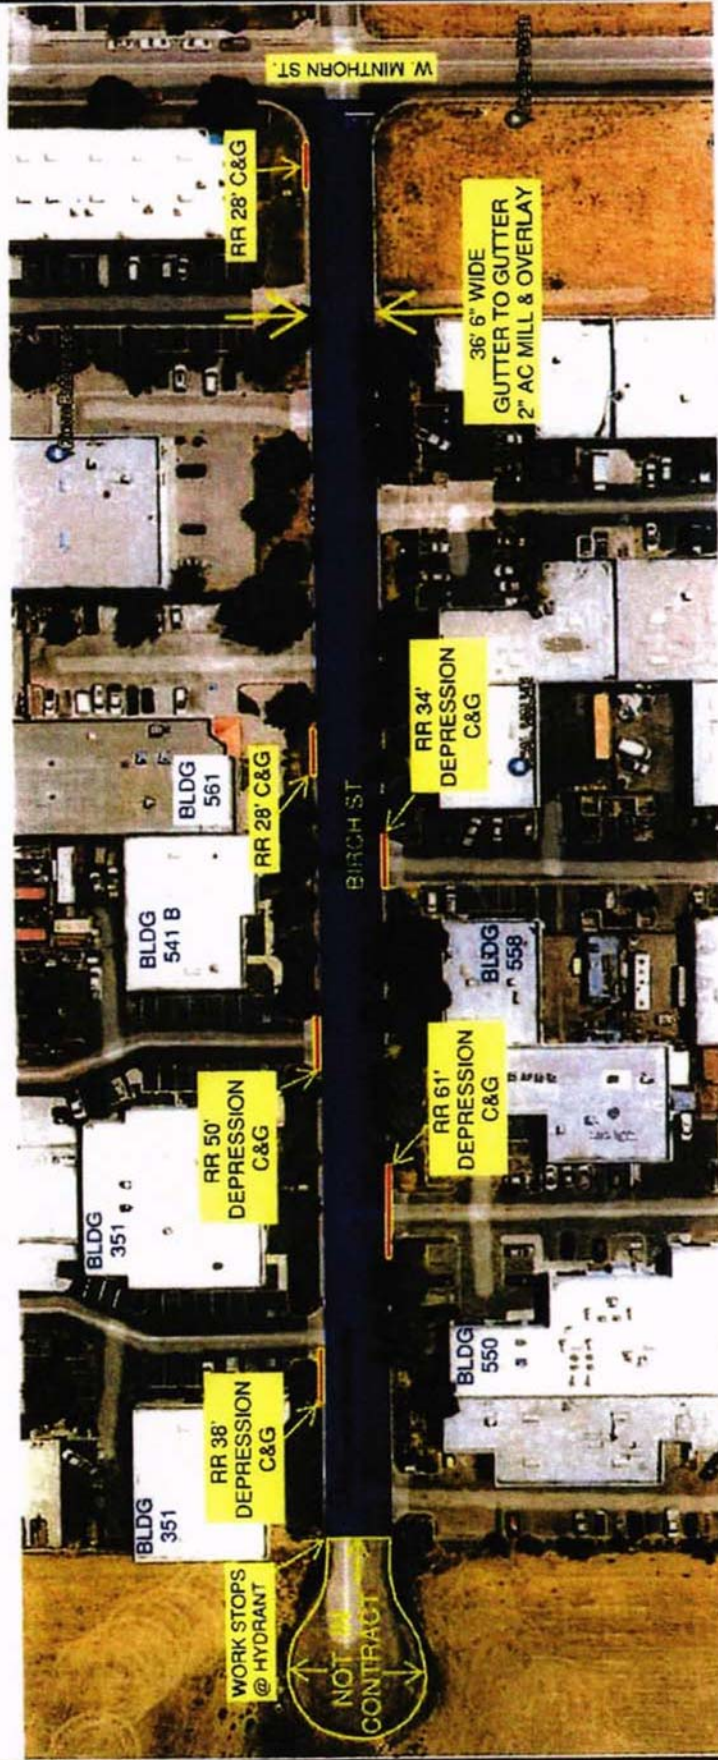 WORK STOPS
@ HYDRANT
NOT IN
CONTRACT
BLDG
351
RR 38'
DEPRESSION
C&G
BLDG
351
RR 50'
DEPRESSION
C&G
BLDG
541 B
BLDG
561
RR 28' C&G
RR 28' C&G
W. MINTHORN ST.
BIRCH ST
BLDG
550
RR 61'
DEPRESSION
C&G
BLDG
558
RR 34'
DEPRESSION
C&G
36' 6" WIDE
GUTTER TO GUTTER
2" AC MILL & OVERLAY